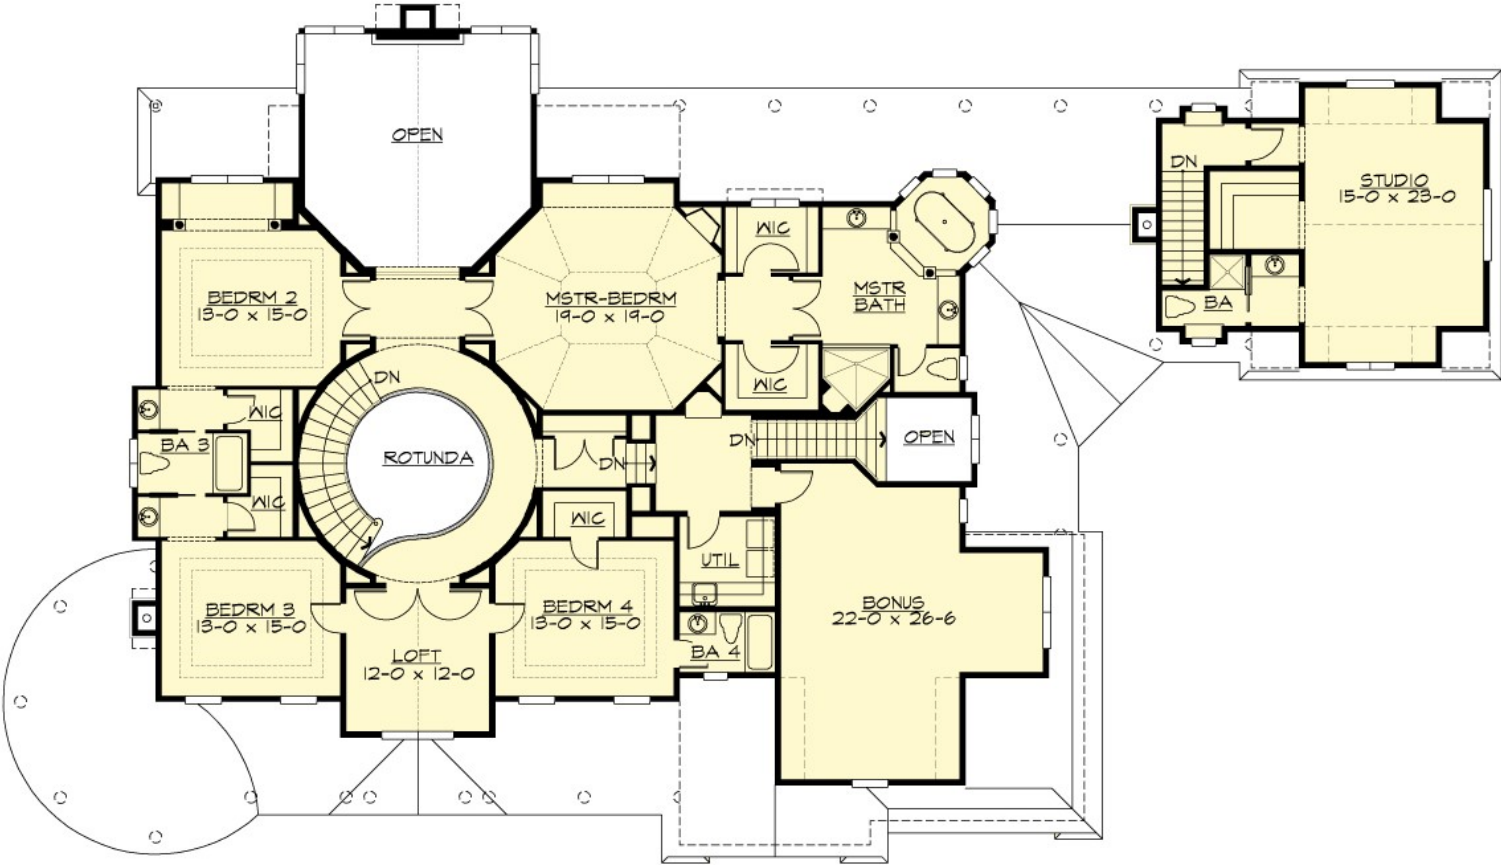 OPEN
DN
STUDIO
15-0 x 23-0
WIC
BEDRM 2
13-0 x 15-0
MSTR-BEDRM
19-0 x 19-0
MSTR
BATH
BA
DN
WIC
WIC
BA 3
ROTUNDA
DN
DN
OPEN
WIC
WIC
UTIL
BEDRM 3
13-0 x 15-0
BEDRM 4
13-0 x 15-0
BONUS
22-0 x 26-6
LOFT
12-0 x 12-0
BA 4